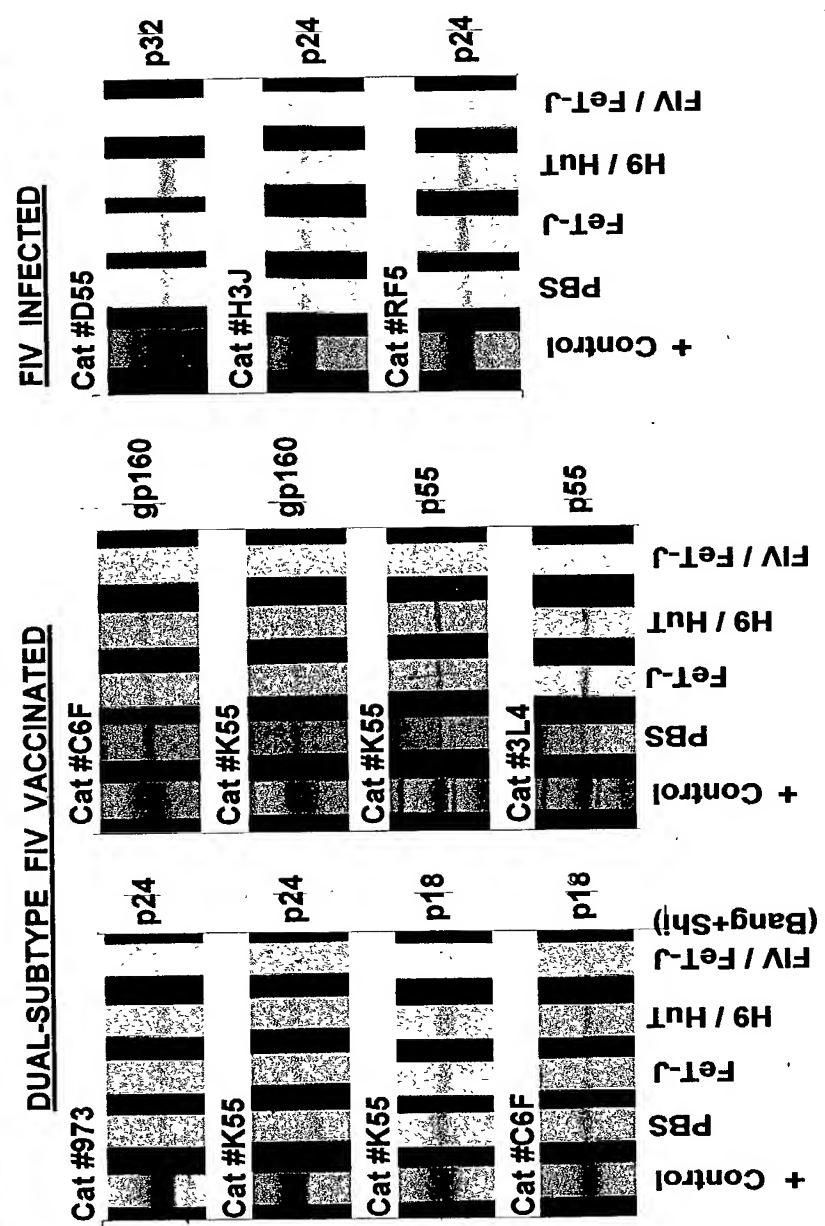 DUAL-SUBTYPE FIV VACCINATED
Cat #973
p24
Cat #K55
p24
Cat #K55
p18
Cat #C6F
p18
+ Control
PBS
FeT-J
H9 / HuT
FIV / FeT-J
(Bang+Shi)
Cat #C6F
gp160
Cat #K55
gp160
Cat #K55
p55
Cat #3L4
p55
+ Control
PBS
FeT-J
H9 / HuT
FIV / FeT-J
FIV INFECTED
Cat #D55
p32
Cat #H3J
p24
Cat #RF5
p24
+ Control
PBS
FeT-J
H9 / HuT
FIV / FeT-J